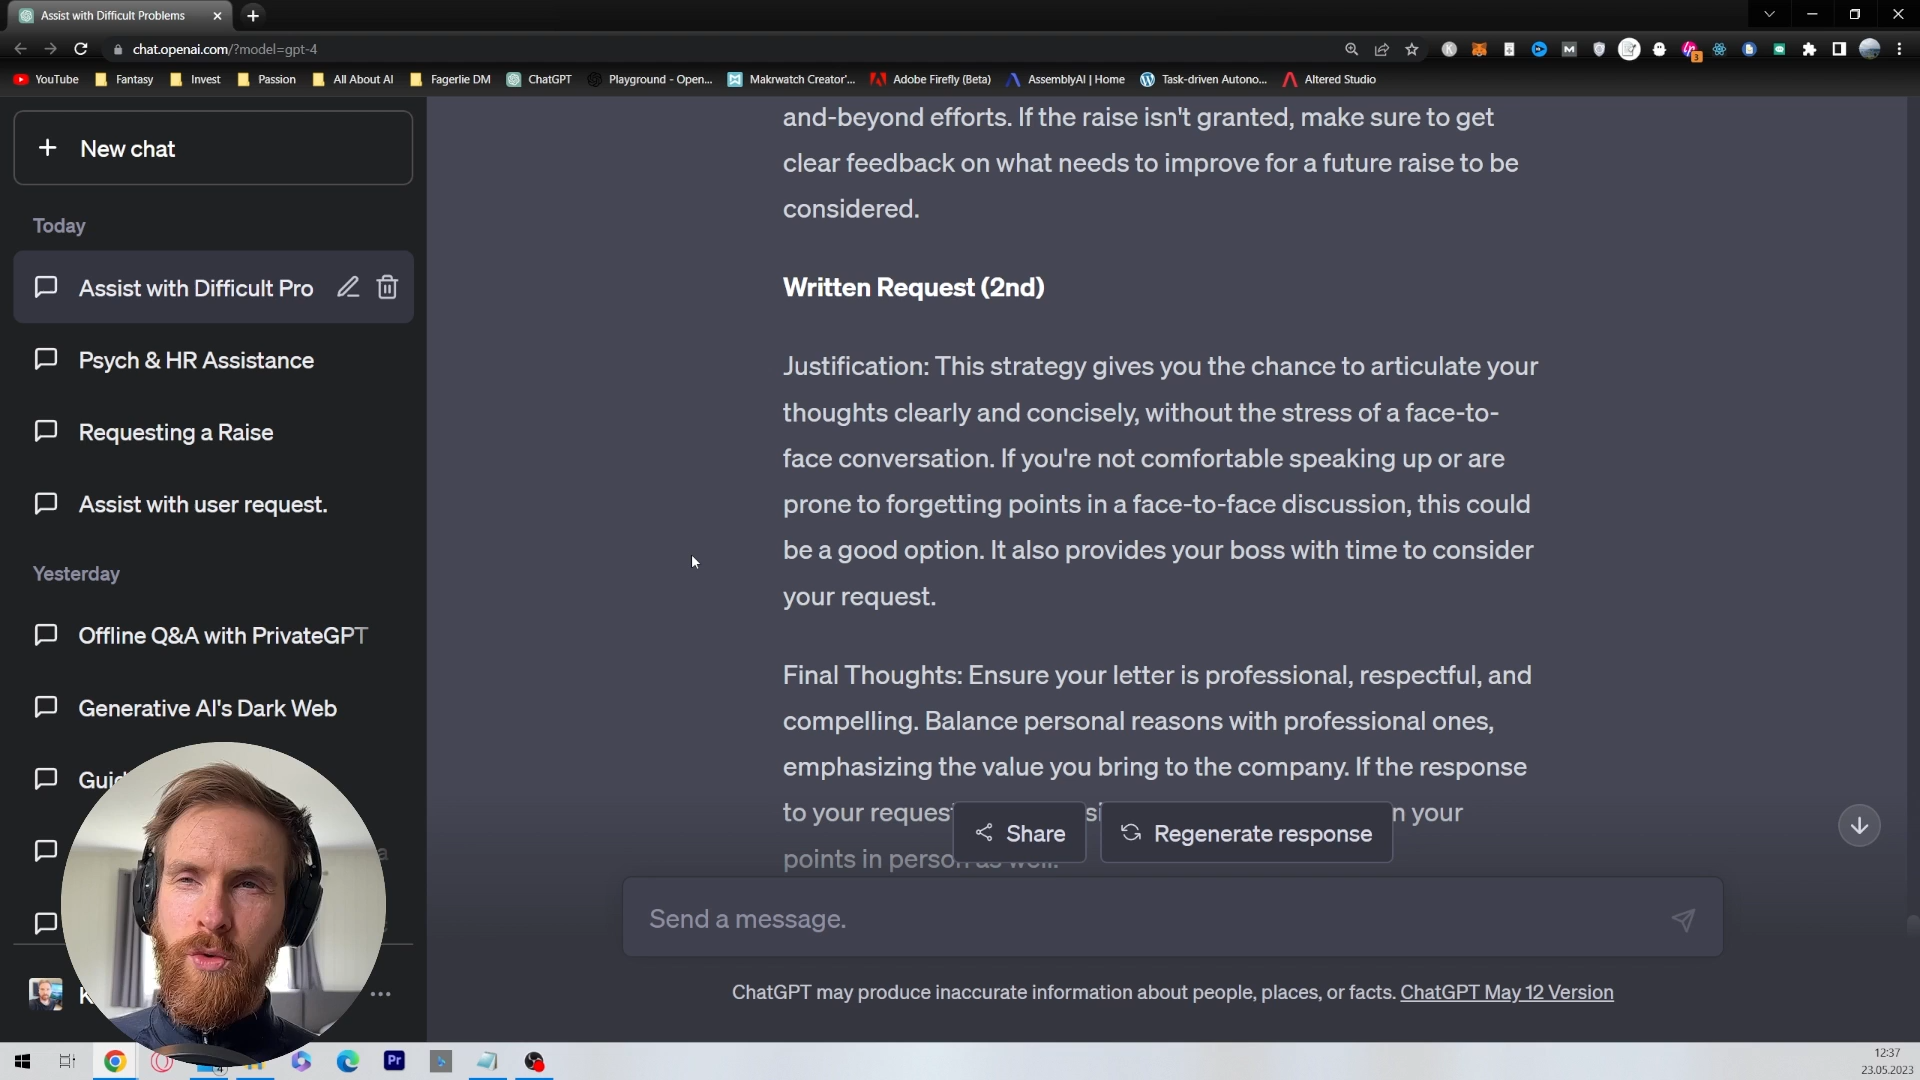 Assist with Difficult Problems
chat.openai.com/?model=gpt-4
YouTube Fantasy Invest Passion All About AI Fagerlie DM ChatGPT Playground - Open... Makrwatch Creator'... Adobe Firefly (Beta) AssemblyAI | Home Task-driven Autono... Altered Studio
New chat
Today
Assist with Difficult Pro
Psych & HR Assistance
Requesting a Raise
Assist with user request.
Yesterday
Offline Q&A with PrivateGPT
Generative AI's Dark Web
and-beyond efforts. If the raise isn't granted, make sure to get
clear feedback on what needs to improve for a future raise to be
considered.
Written Request (2nd)
Justification: This strategy gives you the chance to articulate your
thoughts clearly and concisely, without the stress of a face-to-
face conversation. If you're not comfortable speaking up or are
prone to forgetting points in a face-to-face discussion, this could
be a good option. It also provides your boss with time to consider
your request.
Final Thoughts: Ensure your letter is professional, respectful, and
compelling. Balance personal reasons with professional ones,
emphasizing the value you bring to the company. If the response
to your your
points in
Share
Regenerate response
Send a message.
ChatGPT may produce inaccurate information about people, places, or facts. ChatGPT May 12 Version
Pr
12:37
23.05.2023